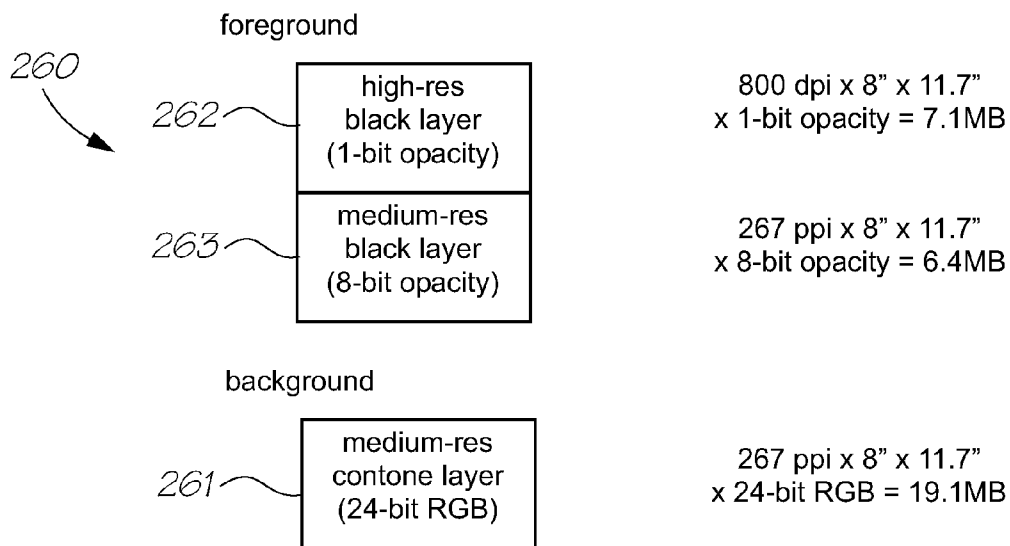 foreground
260
262
high-res
black layer
(1-bit opacity)
800 dpi x 8” x 11.7”
x 1-bit opacity = 7.1MB
263
medium-res
black layer
(8-bit opacity)
267 ppi x 8” x 11.7”
x 8-bit opacity = 6.4MB
background
261
medium-res
contone layer
(24-bit RGB)
267 ppi x 8” x 11.7”
x 24-bit RGB = 19.1MB